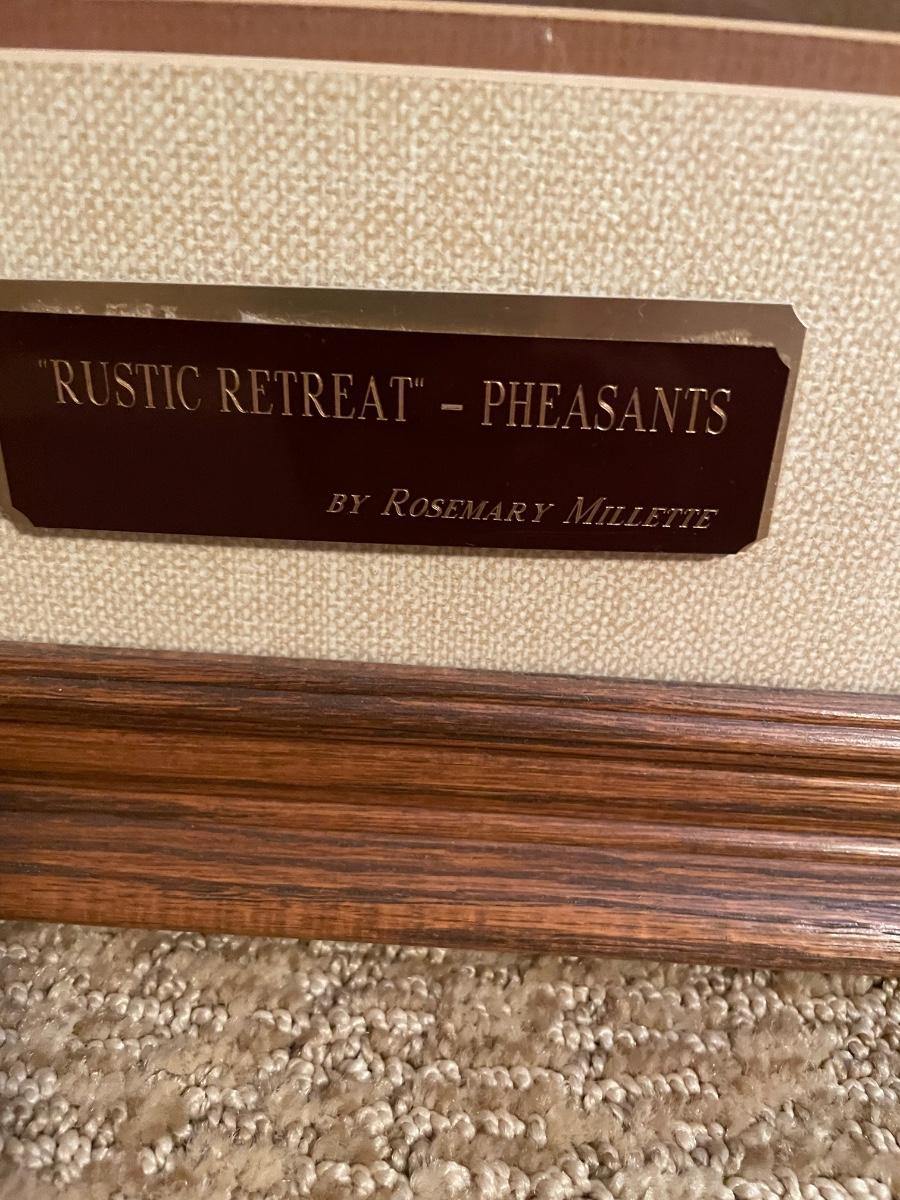 "RUSTIC RETREAT" – PHEASANTS
BY ROSEMARY MILLETTE